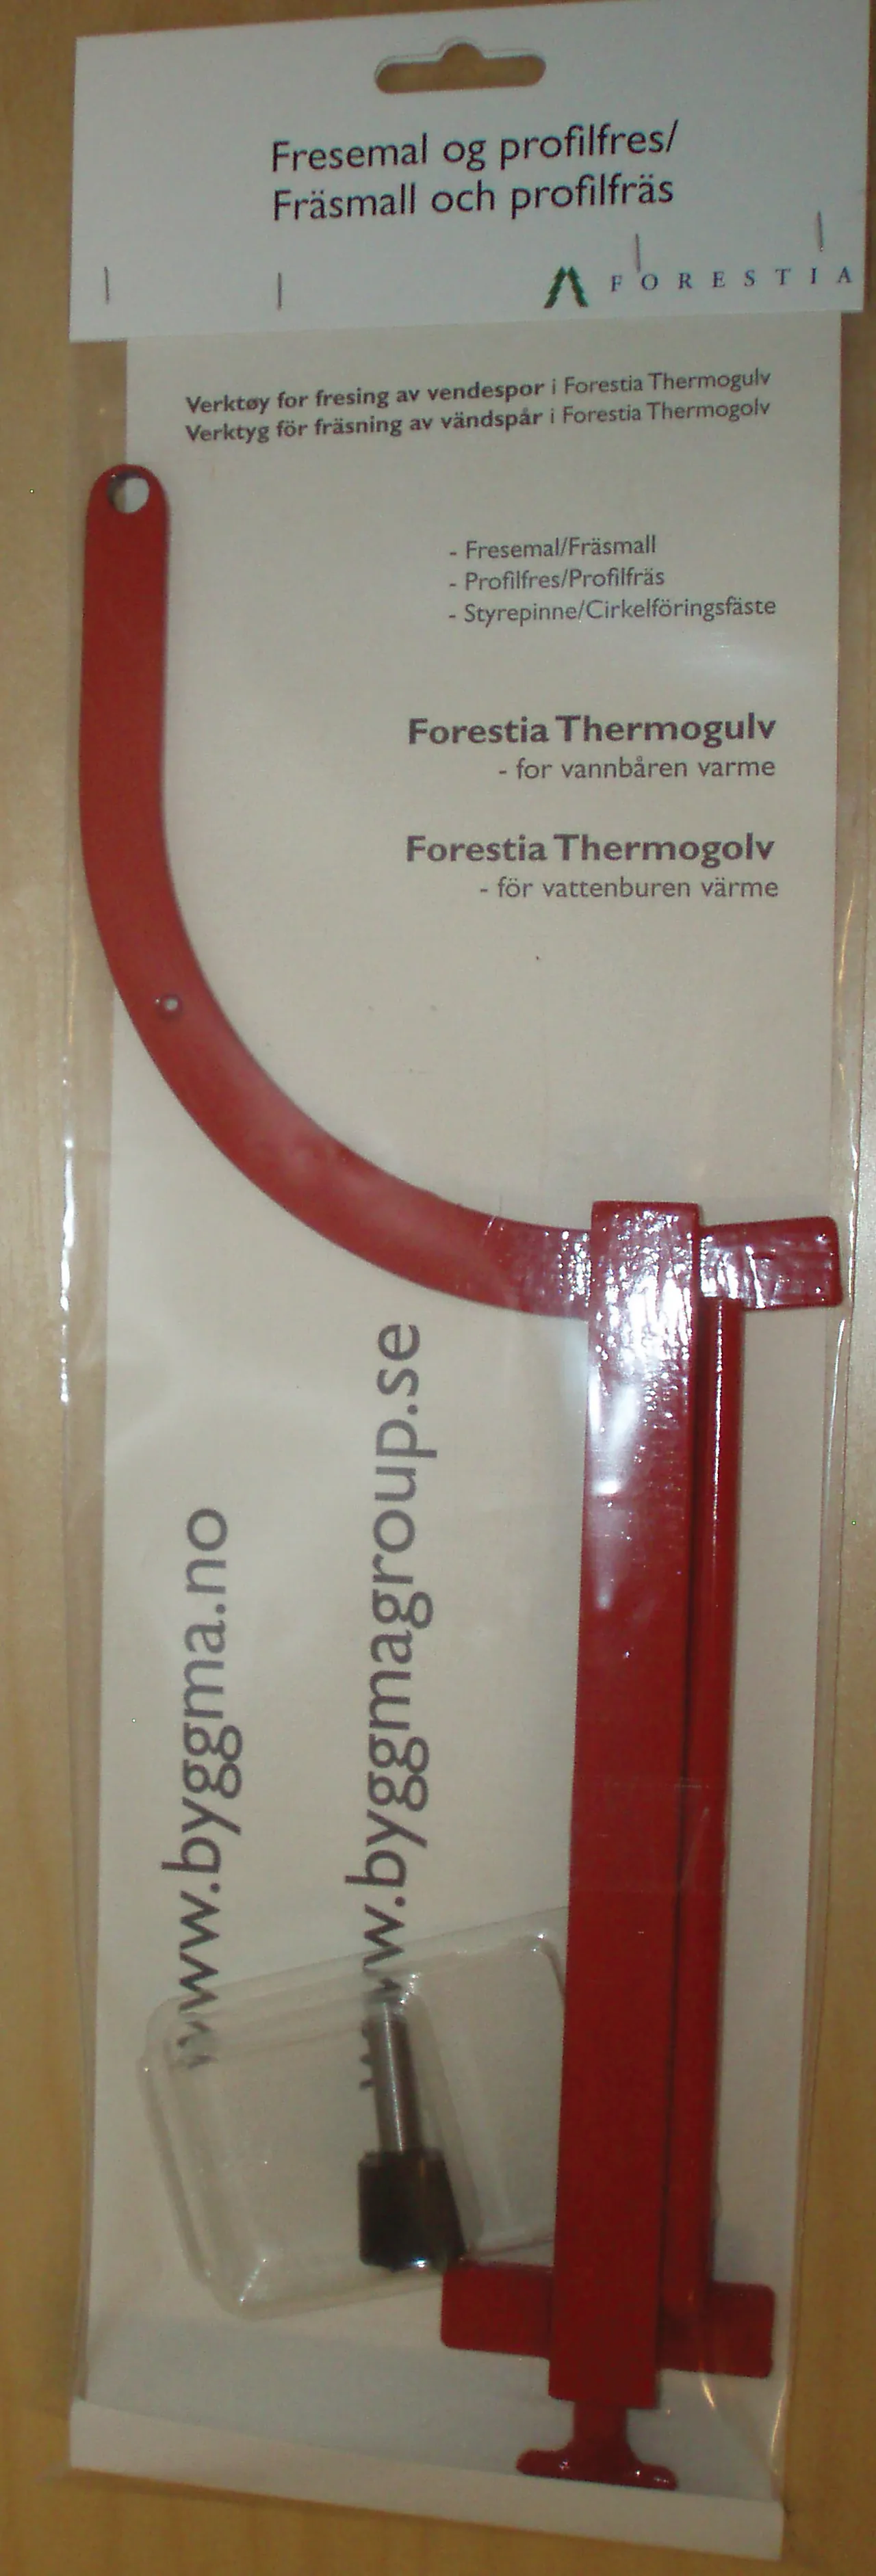 Fresemal og profilfres/
Fräsmall och profilfräs
FORESTIA
Verktøy for fresing av vendespor i Forestia Thermogulv
Verktyg för fräsning av vändspår i Forestia Thermogolv
- Fresemal/Fräsmall
- Profilfres/Profilfräs
- Styrepinne/Cirkelföringsfäste
Forestia Thermogulv
- for vannbåren varme
Forestia Thermogolv
- för vattenburen värme
www.byggma.no
www.byggmagroup.se